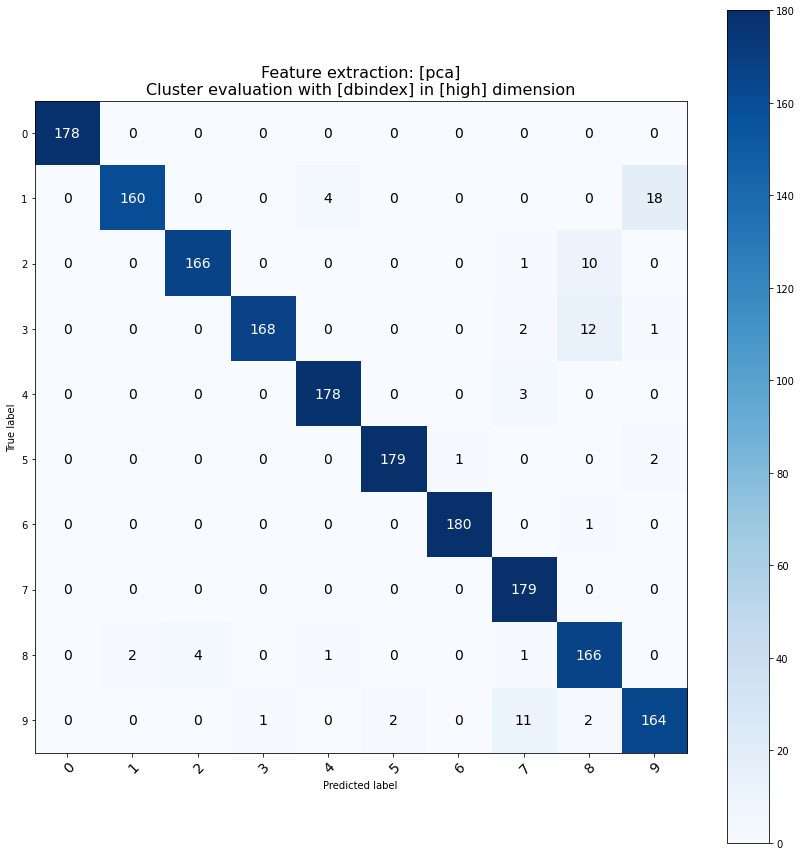 Feature extraction: [pca]
Cluster evaluation with [dbindex] in [high] dimension
True label
0 178 0 0 0 0 0 0 0 0 0
1 0 160 0 0 4 0 0 0 0 18
2 0 0 166 0 0 0 0 1 10 0
3 0 0 0 168 0 0 0 2 12 1
4 0 0 0 0 178 0 0 3 0 0
5 0 0 0 0 0 179 1 0 0 2
6 0 0 0 0 0 0 180 0 1 0
7 0 0 0 0 0 0 0 179 0 0
8 0 2 4 0 1 0 0 1 166 0
9 0 0 0 1 0 2 0 11 2 164
0 1 2 3 4 5 6 7 8 9
Predicted label
180
160
140
120
100
80
60
40
20
0